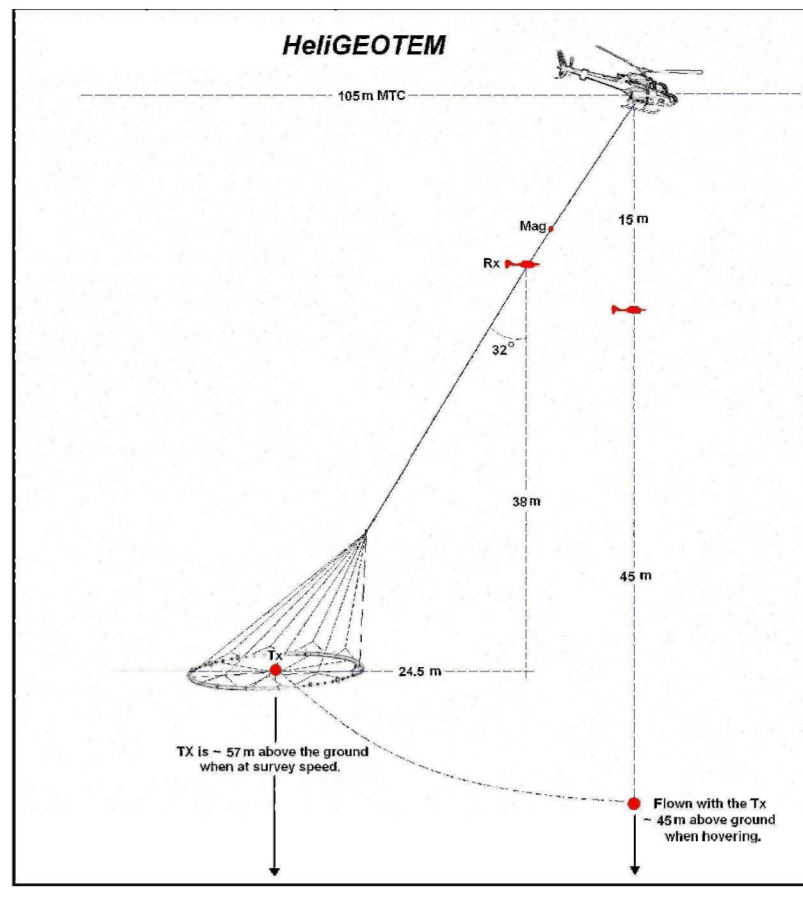 HeliGEOTEM
105m MTC
15 m
Mag
Rx
32°
38 m
45 m
Tx
24.5 m
TX is ~ 57 m above the ground
when at survey speed.
Flown with the Tx
~ 45 m above ground
when hovering.